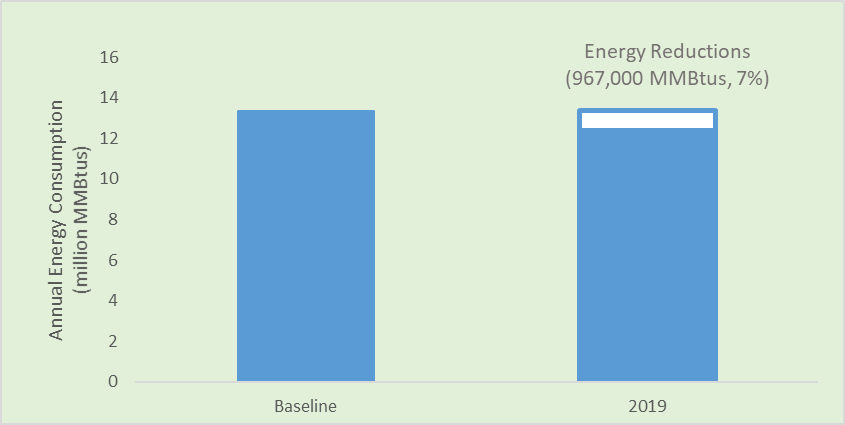 Energy Reductions
(967,000 MMBtus, 7%)
Annual Energy Consumption
(million MMBtus)
16
14
12
10
8
6
4
2
0
Baseline
2019